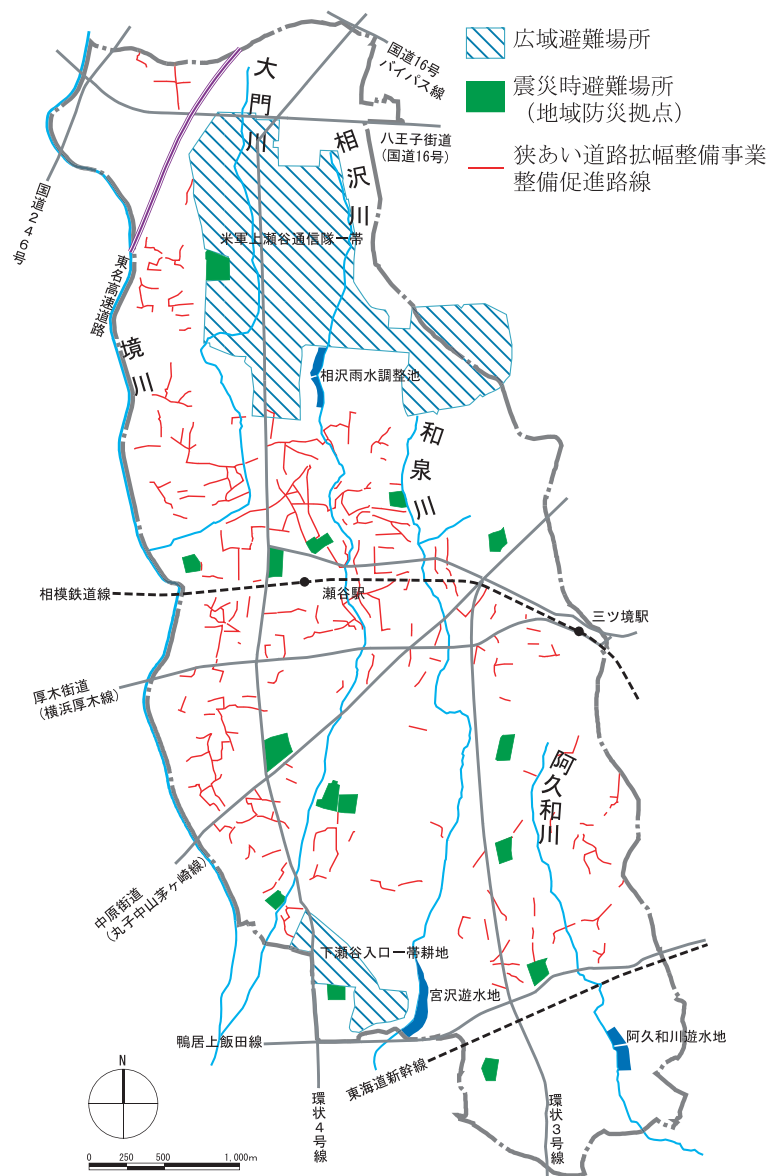 広域避難場所
震災時避難場所
（地域防災拠点）
狭あい道路拡幅整備事業
整備促進路線
国道16号
バイパス線
八王子街道
(国道16号)
大門川
相沢川
国道246号
東名高速道路
米軍上瀬谷通信隊一帯
境川
相沢雨水調整池
和泉川
相模鉄道線
瀬谷駅
三ツ境駅
厚木街道
(横浜厚木線)
阿久和川
中原街道
(丸子中山茅ヶ崎線)
下瀬谷入口一帯耕地
宮沢遊水地
鴨居上飯田線
東海道新幹線
阿久和川遊水地
環状4号線
環状3号線
N
0 250 500 1,000m